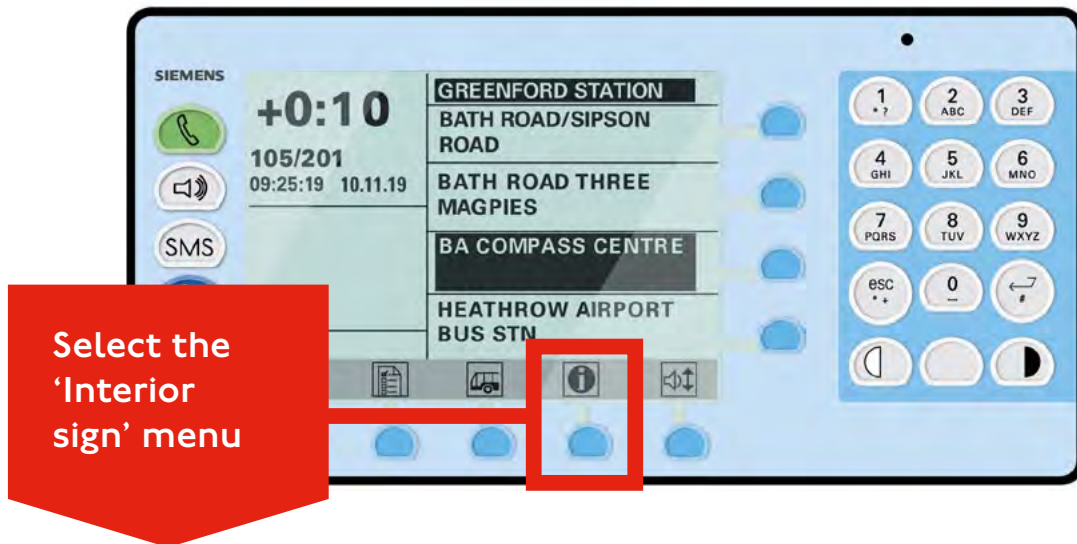 SIEMENS
+0:10
105/201
09:25:19 10.11.19
GREENFORD STATION
BATH ROAD/SIPSON
ROAD
BATH ROAD THREE
MAGPIES
BA COMPASS CENTRE
HEATHROW AIRPORT
BUS STN
SMS
1
* ?
2
ABC
3
DEF
4
GHI
5
JKL
6
MNO
7
PQRS
8
TUV
9
WXYZ
esc
* +
0
_
#
Select the
‘Interior
sign’ menu